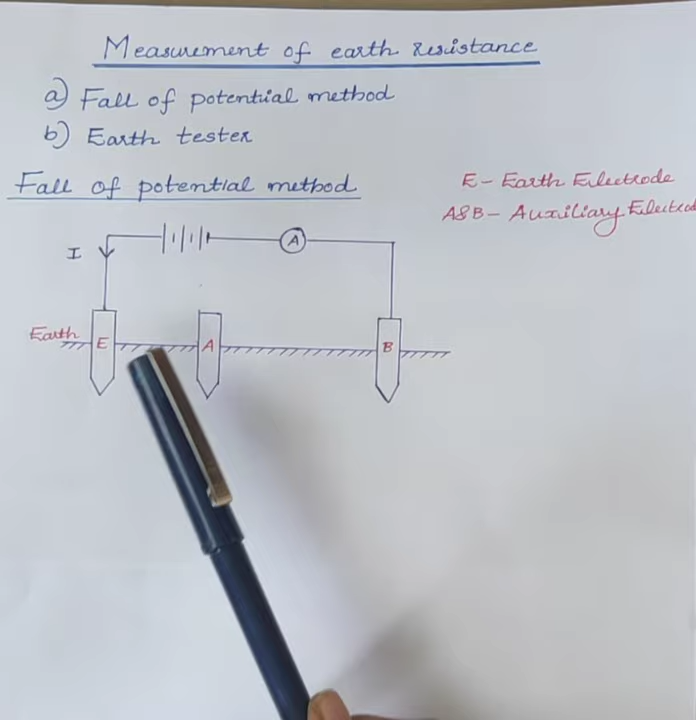 Measurement of earth resistance
a) Fall of potential method
b) Earth tester
Fall of potential method
E - Earth Electrode
A&B - Auxiliary Electrod
I
A
Earth
E
A
B